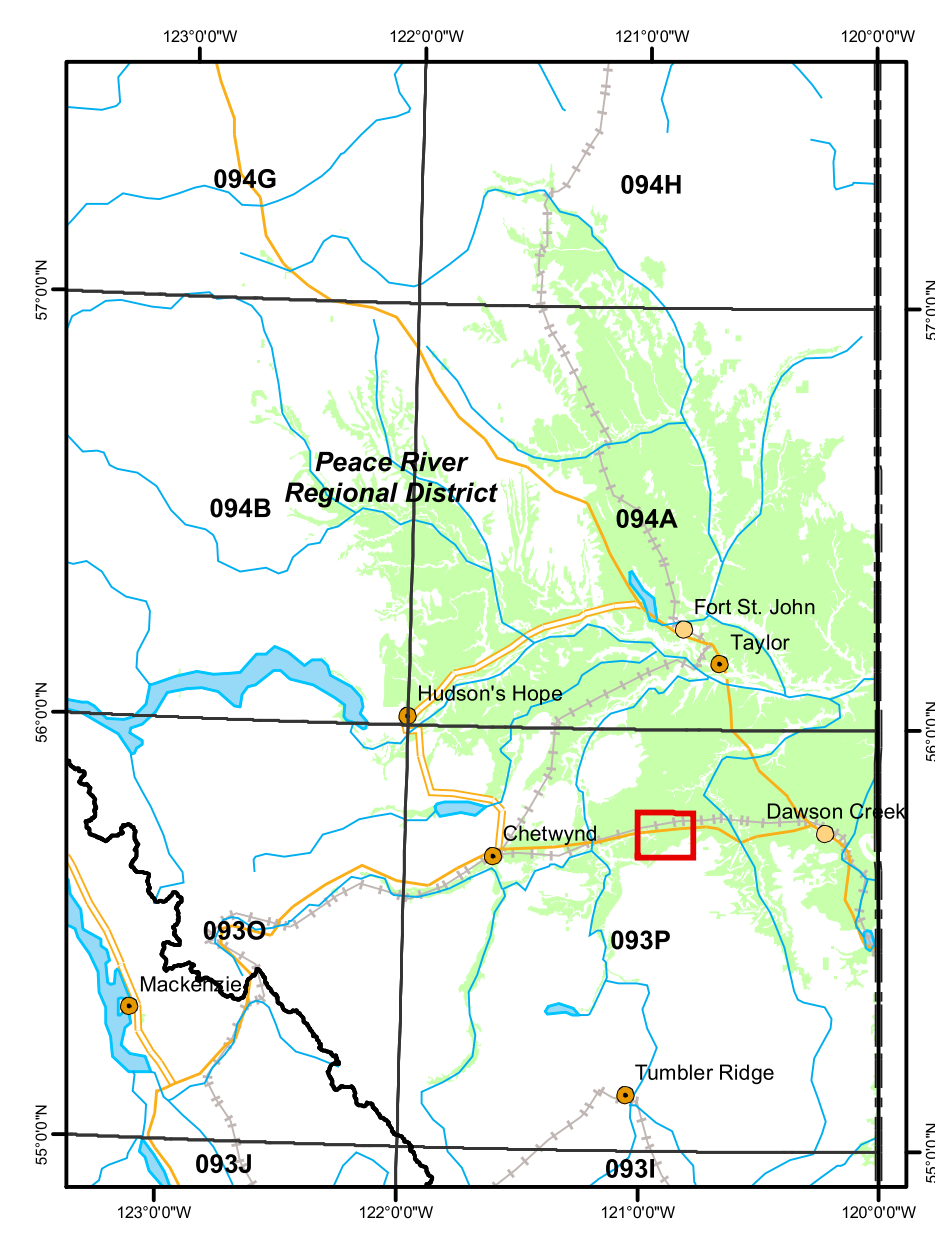 123°0'0"W 122°0'0"W 121°0'0"W 120°0'0"W
094G
094H
57°0'0"N
57°0'0"N
Peace River
Regional District
094B
094A
Fort St. John
Taylor
Hudson's Hope
56°0'0"N
56°0'0"N
Dawson Creek
Chetwynd
093O
093P
Mackenzie
Tumbler Ridge
55°0'0"N
55°0'0"N
093J
093I
123°0'0"W 122°0'0"W 121°0'0"W 120°0'0"W